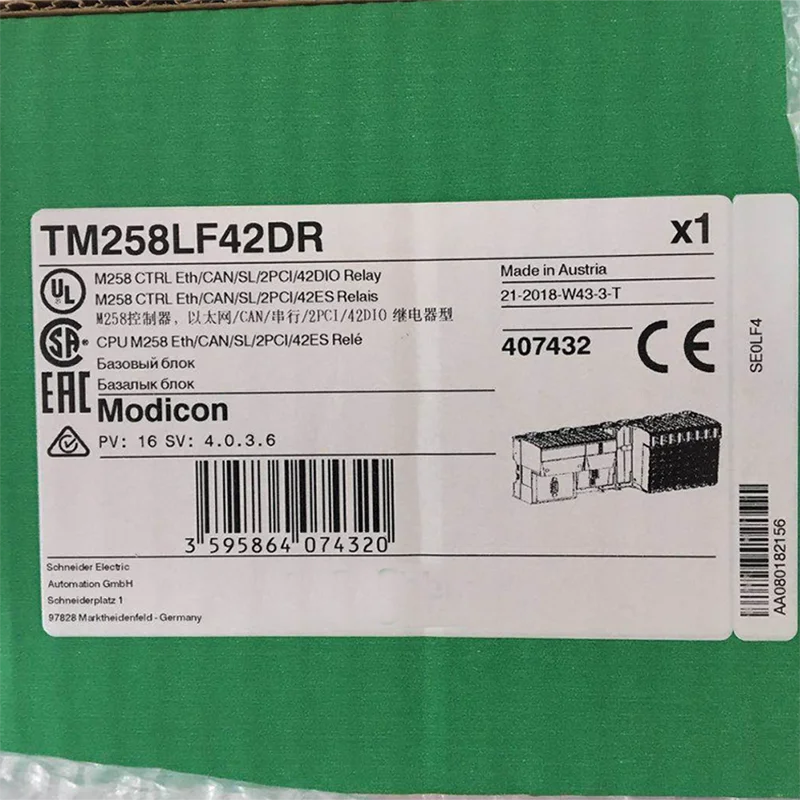 TM258LF42DR
x1
UL
M258 CTRL Eth/CAN/SL/2PCI/42DIO Relay
M258 CTRL Eth/CAN/SL/2PCI/42ES Relais
M258控制器，以太网/CAN/串行/2PCI/42DIO 继电器型
SA
CPU M258 Eth/CAN/SL/2PCI/42ES Relé
Базовый блок
Базалык блок
EAC
Modicon
PV: 16 SV: 4.0.3.6
Made in Austria
21-2018-W43-3-T
407432
CE
3 595864 074320
Schneider Electric
Automation GmbH
Schneiderplatz 1
97828 Marktheidenfeld - Germany
SE0LF4
AA080182156